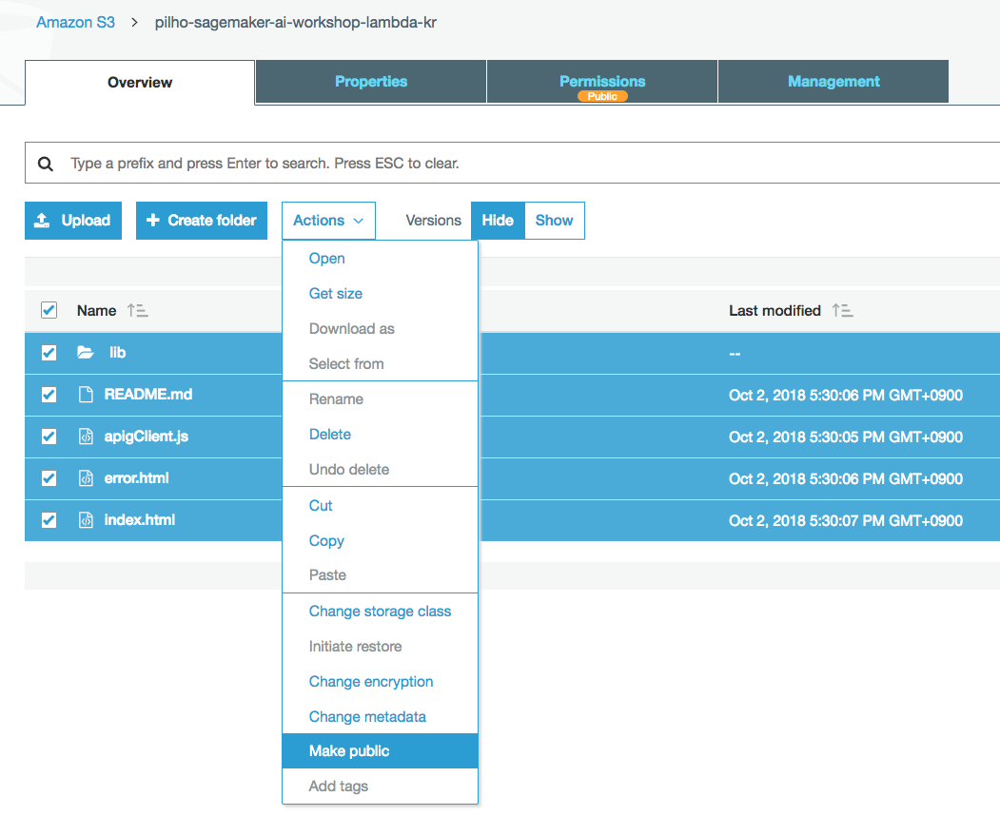 Amazon S3 > pilho-sagemaker-ai-workshop-lambda-kr
Overview Properties Permissions Management
Public
Type a prefix and press Enter to search. Press ESC to clear.
Upload Create folder Actions Versions Hide Show
Open
Get size
Name Last modified
Download as
lib --
Select from
README.md Oct 2, 2018 5:30:06 PM GMT+0900
Rename
apigClient.js Oct 2, 2018 5:30:05 PM GMT+0900
Delete
Undo delete
error.html Oct 2, 2018 5:30:06 PM GMT+0900
Cut
index.html Oct 2, 2018 5:30:07 PM GMT+0900
Copy
Paste
Change storage class
Initiate restore
Change encryption
Change metadata
Make public
Add tags